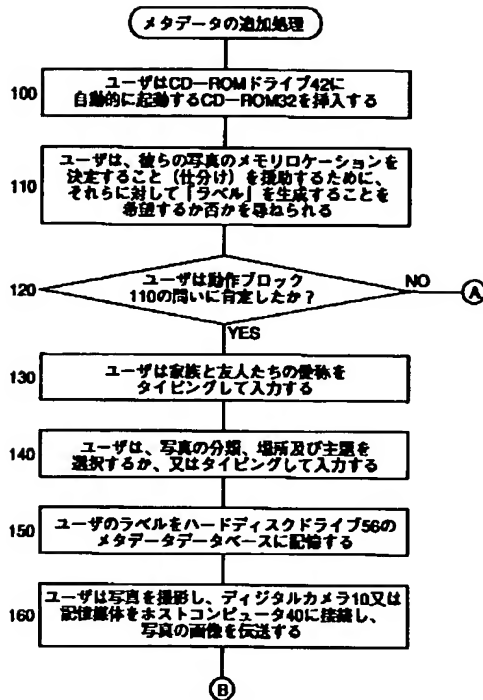 メタデータの追加処理
100
ユーザはCD―ROMドライブ42に
自動的に起動するCD―ROM32を挿入する
110
ユーザは、彼らの写真のメモリロケーションを
決定すること（仕分け）を援助するために、
それらに対して「ラベル」を生成することを
希望するか否かを尋ねられる
120
ユーザは動作ブロック
110の問いに肯定したか？
NO
A
YES
130
ユーザは家族と友人たちの愛称を
タイピングして入力する
140
ユーザは、写真の分類、場所及び主題を
選択するか、又はタイピングして入力する
150
ユーザのラベルをハードディスクドライブ56の
メタデータデータベースに記憶する
160
ユーザは写真を撮影し、ディジタルカメラ10又は
記憶媒体をホストコンピュータ40に接続し、
写真の画像を伝送する
B